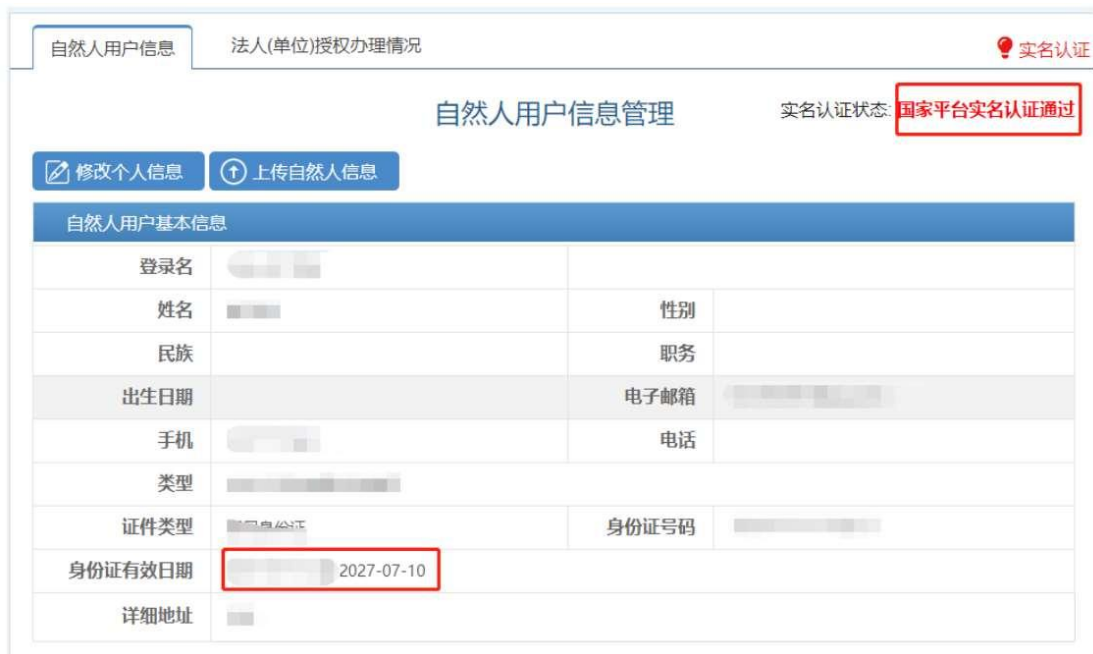 自然人用户信息
法人(单位)授权办理情况
实名认证
自然人用户信息管理
实名认证状态: 国家平台实名认证通过
修改个人信息
上传自然人信息
自然人用户基本信息
登录名
姓名 性别
民族 职务
出生日期 电子邮箱
手机 电话
类型
证件类型 身份证号码
身份证有效日期 2027-07-10
详细地址